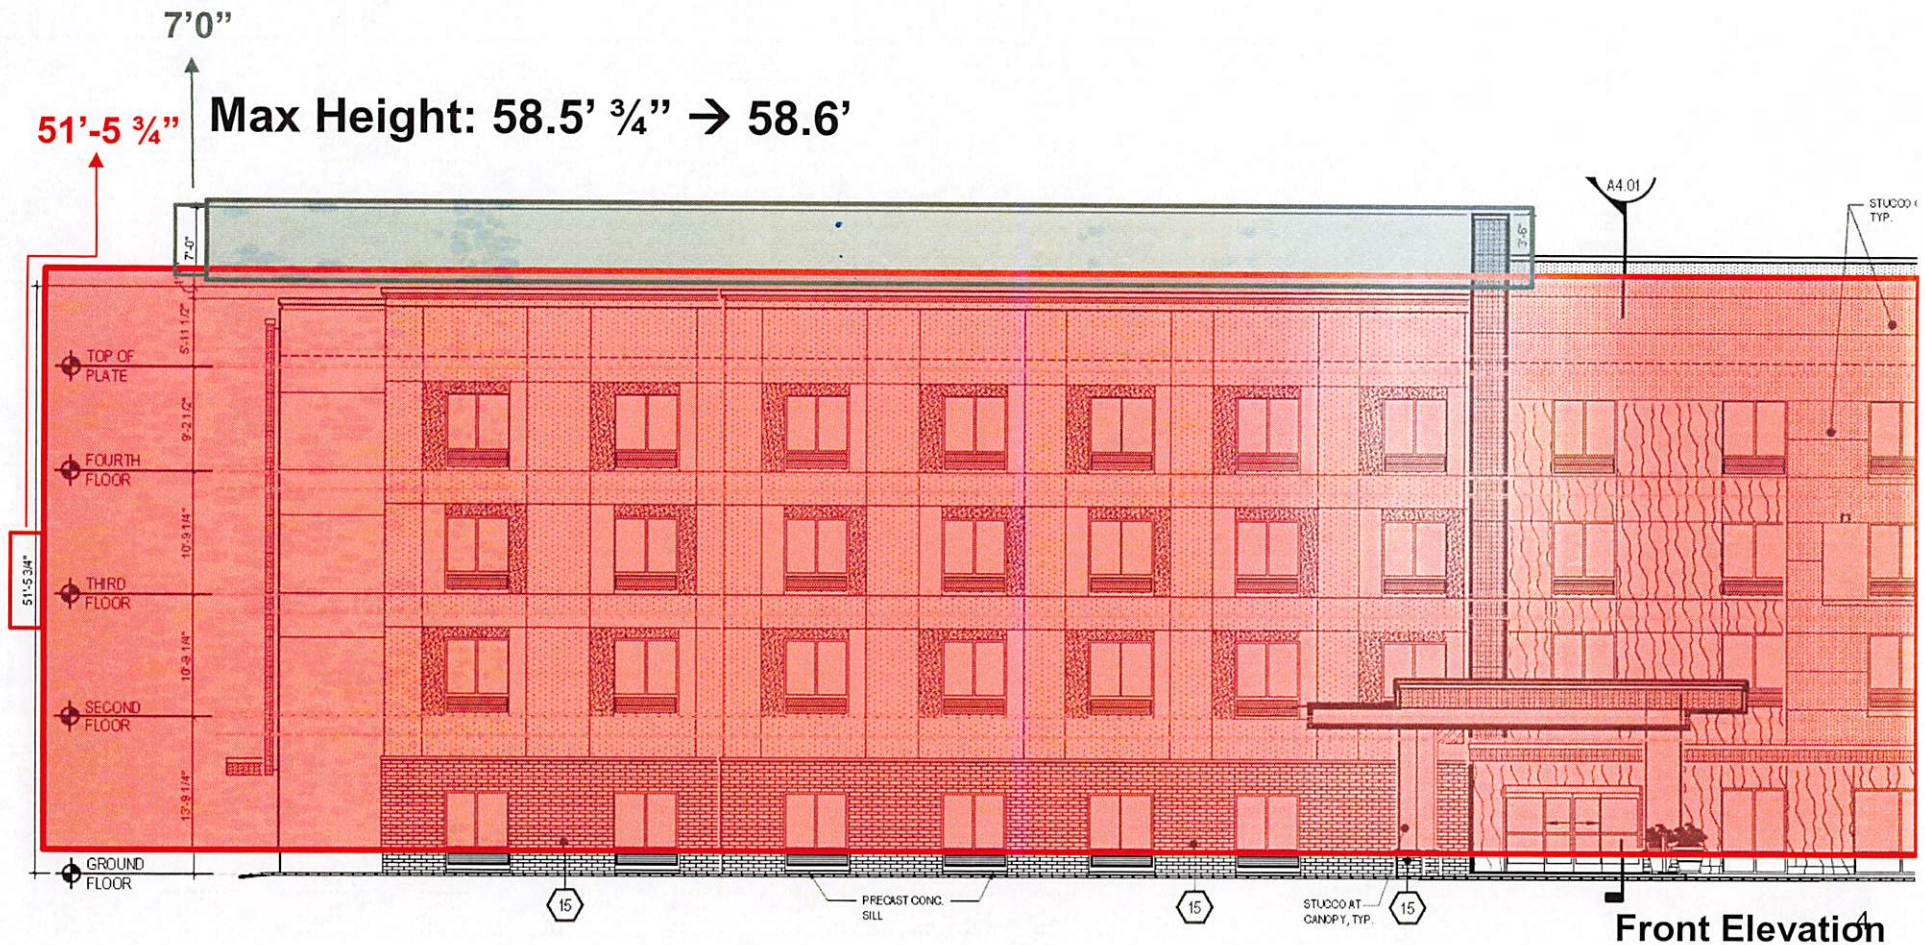 7’0”
Max Height: 58.5’ ¾” → 58.6’
51’-5 ¾”
A4.01
STUCCO
TYP.
7'-0"
3'-6"
5'-11 1/2"
TOP OF
PLATE
9'-2 1/2"
FOURTH
FLOOR
10'-9 1/4"
51'-5 3/4"
THIRD
FLOOR
10'-9 1/4"
SECOND
FLOOR
13'-9 1/4"
GROUND
FLOOR
15
PRECAST CONC.
SILL
15
STUCCO AT
CANOPY, TYP.
15
Front Elevation
4